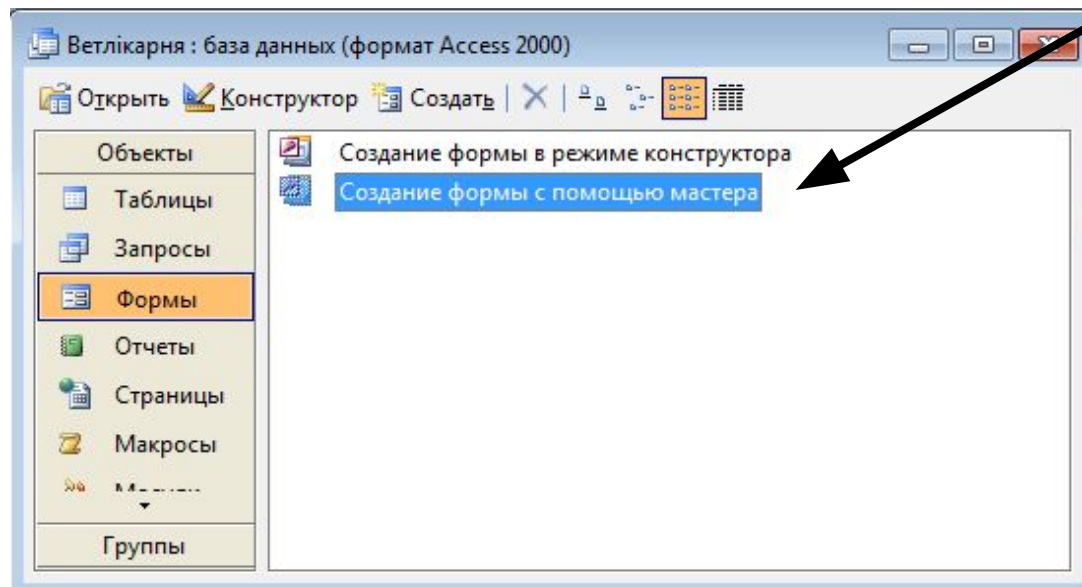 Ветлікарня : база данных (формат Access 2000)
Открыть Конструктор Создать
Объекты
Таблицы
Запросы
Формы
Отчеты
Страницы
Макросы
Группы
Создание формы в режиме конструктора
Создание формы с помощью мастера